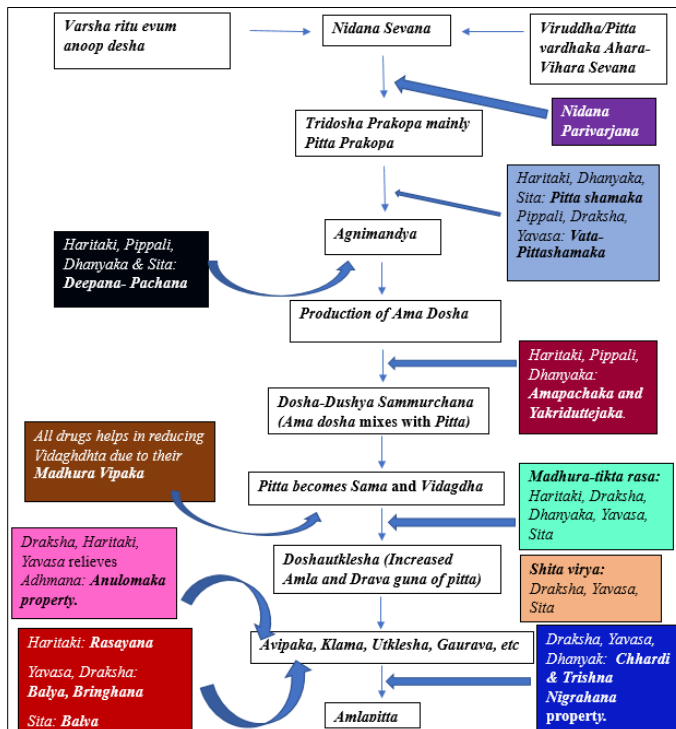 Varsha ritu evum
anoop desha
Nidana Sevana
Viruddha/Pitta
vardhaka Ahara-
Vihara Sevana
Nidana
Parivarjana
Tridosha Prakopa mainly
Pitta Prakopa
Haritaki, Dhanyaka,
Sita: Pitta shamaka
Pippali, Draksha,
Yavasa: Vata-
Pittashamaka
Agnimandya
Haritaki, Pippali,
Dhanyaka & Sita:
Deepana- Pachana
Production of Ama Dosha
Haritaki, Pippali,
Dhanyaka:
Amapachaka and
Yakriduttejaka.
Dosha-Dushya Sammurchana
(Ama dosha mixes with Pitta)
All drugs helps in reducing
Vidaghdhta due to their
Madhura Vipaka
Pitta becomes Sama and Vidagdha
Madhura-tikta rasa:
Haritaki, Draksha,
Dhanyaka, Yavasa,
Sita
Draksha, Haritaki,
Yavasa relieves
Adhmana: Anulomaka
property.
Doshautklesha (Increased
Amla and Drava guna of pitta)
Shita virya:
Draksha, Yavasa,
Sita
Haritaki: Rasayana
Yavasa, Draksha:
Balya, Bringhana
Sita: Balya
Avipaka, Klama, Utklesha, Gaurava, etc
Draksha, Yavasa,
Dhanyak: Chhardi
& Trishna
Nigrahana
property.
Amlapitta